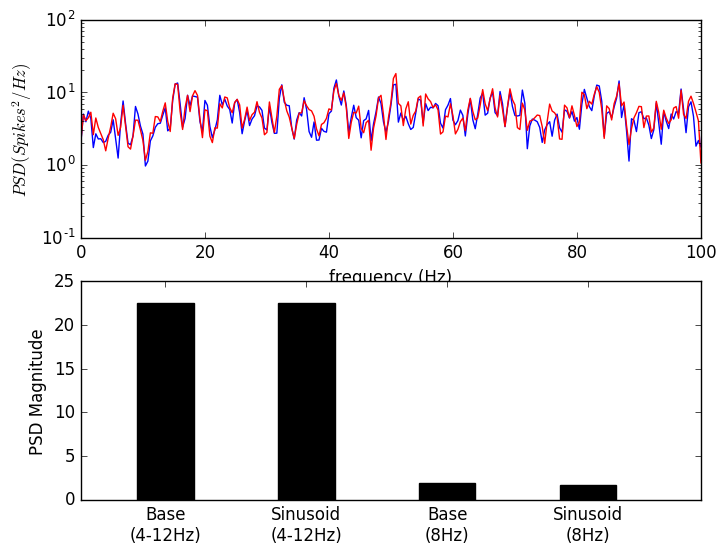 10^2
10^1
10^0
10^-1
PSD(Spikes^2/Hz)
0 20 40 60 80 100
frequency (Hz)
25
20
15
10
5
0
PSD Magnitude
Base Sinusoid Base Sinusoid
(4-12Hz) (4-12Hz) (8Hz) (8Hz)